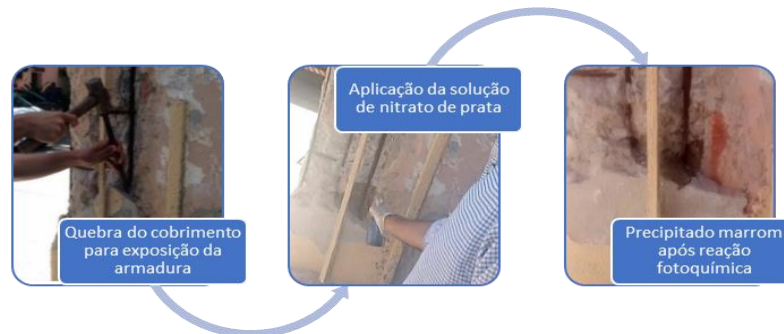 Quebra do cobrimento
para exposição da
armadura
Aplicação da solução
de nitrato de prata
Precipitado marrom
após reação
fotoquímica